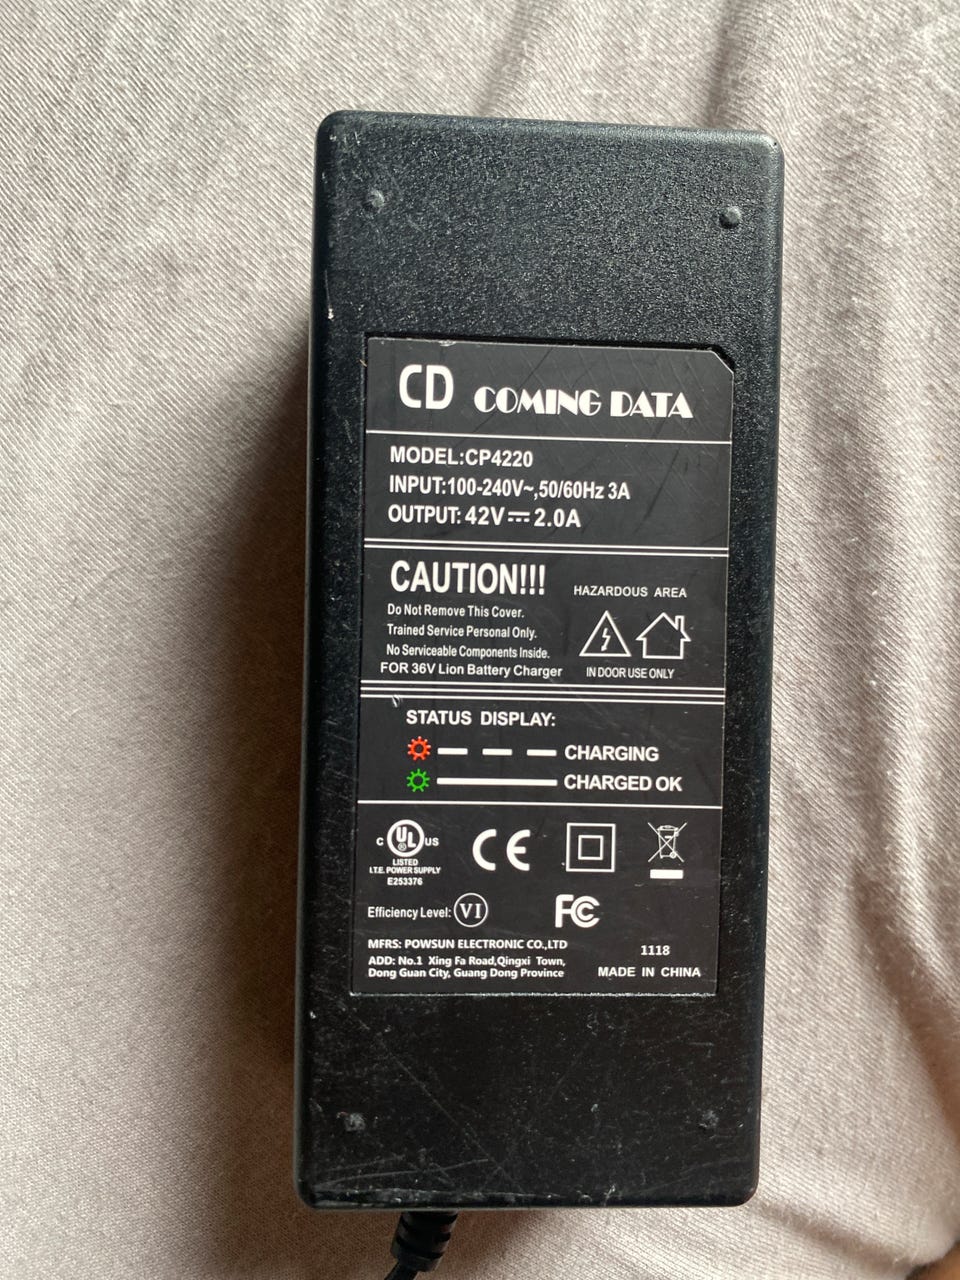 CD COMING DATA
MODEL:CP4220
INPUT:100-240V~,50/60Hz 3A
OUTPUT: 42V⎓2.0A
CAUTION!!!
Do Not Remove This Cover.
Trained Service Personal Only.
No Serviceable Components Inside.
FOR 36V Lion Battery Charger
HAZARDOUS AREA
IN DOOR USE ONLY
STATUS DISPLAY:
CHARGING
CHARGED OK
C UL US
LISTED
I.T.E. POWER SUPPLY
E253376
CE
Efficiency Level: VI
FC
MFRS: POWSUN ELECTRONIC CO.,LTD
ADD: No.1 Xing Fa Road,Qingxi Town,
Dong Guan City, Guang Dong Province
1118
MADE IN CHINA